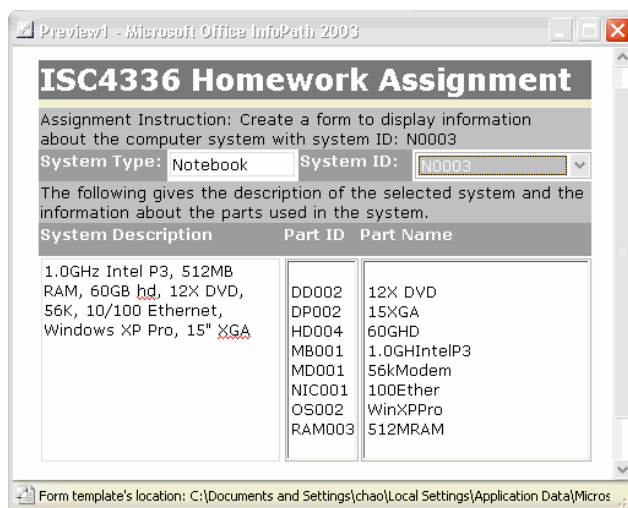 Preview1 - Microsoft Office InfoPath 2003
ISC4336 Homework Assignment
Assignment Instruction: Create a form to display information
about the computer system with system ID: N0003
System Type: Notebook System ID: N0003
The following gives the description of the selected system and the
information about the parts used in the system.
System Description Part ID Part Name
1.0GHz Intel P3, 512MB
RAM, 60GB hd, 12X DVD,
56K, 10/100 Ethernet,
Windows XP Pro, 15" XGA
DD002 12X DVD
DP002 15XGA
HD004 60GHD
MB001 1.0GHIntelP3
MD001 56kModem
NIC001 100Ether
OS002 WinXPPro
RAM003 512MRAM
Form template's location: C:\Documents and Settings\chao\Local Settings\Application Data\Micros